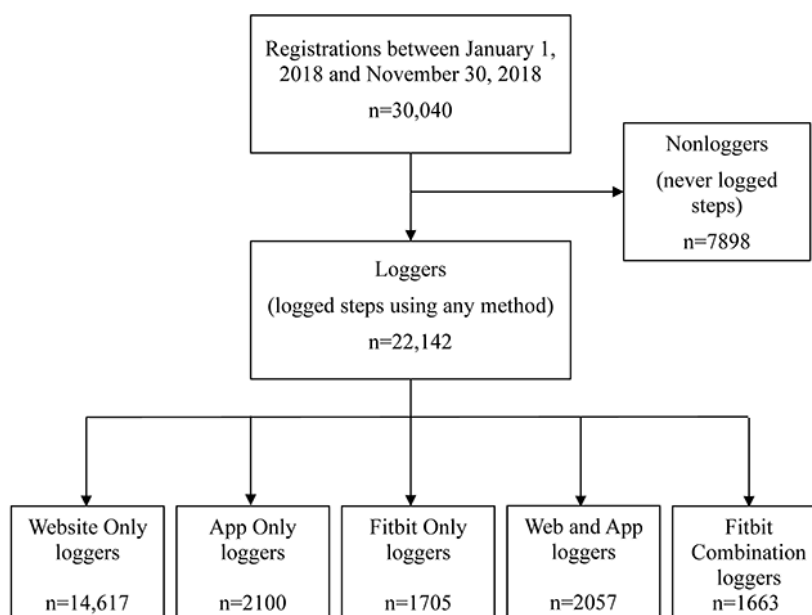 Registrations between January 1,
2018 and November 30, 2018
n=30,040
Nonloggers
(never logged
steps)
n=7898
Loggers
(logged steps using any method)
n=22,142
Website Only
loggers
n=14,617
App Only
loggers
n=2100
Fitbit Only
loggers
n=1705
Web and App
loggers
n=2057
Fitbit
Combination
loggers
n=1663